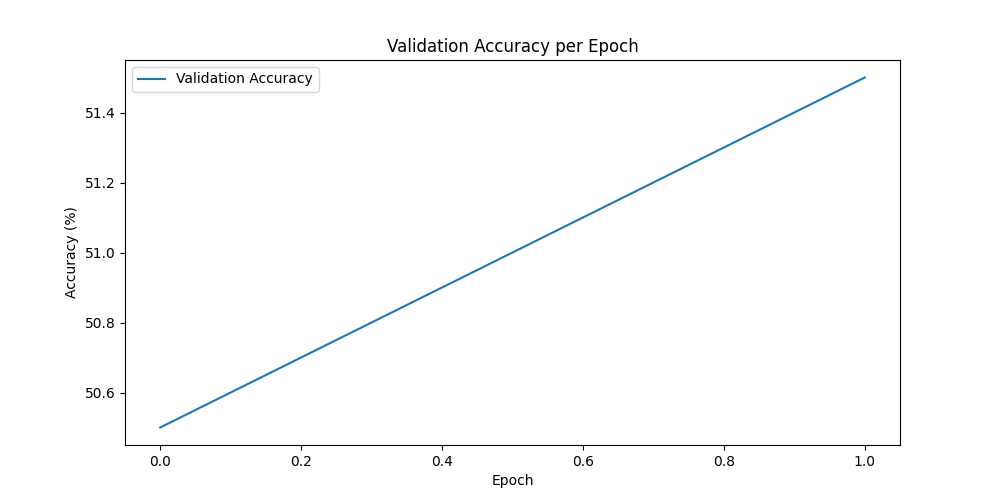 Validation Accuracy per Epoch
Validation Accuracy
51.4
51.2
51.0
50.8
50.6
Accuracy (%)
0.0 0.2 0.4 0.6 0.8 1.0
Epoch